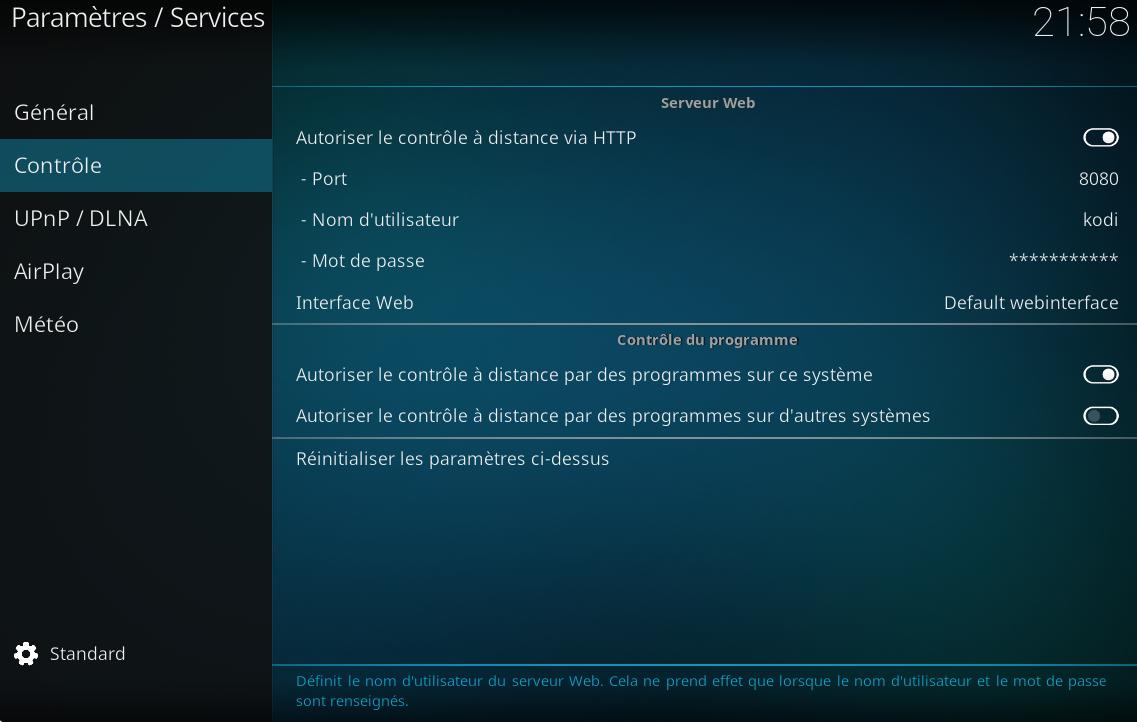 Paramètres / Services
21:58
Général
Contrôle
UPnP / DLNA
AirPlay
Météo
Standard
Serveur Web
Autoriser le contrôle à distance via HTTP
- Port 8080
- Nom d'utilisateur kodi
- Mot de passe ***********
Interface Web Default webinterface
Contrôle du programme
Autoriser le contrôle à distance par des programmes sur ce système
Autoriser le contrôle à distance par des programmes sur d'autres systèmes
Réinitialiser les paramètres ci-dessus
Définit le nom d'utilisateur du serveur Web. Cela ne prend effet que lorsque le nom d'utilisateur et le mot de passe
sont renseignés.